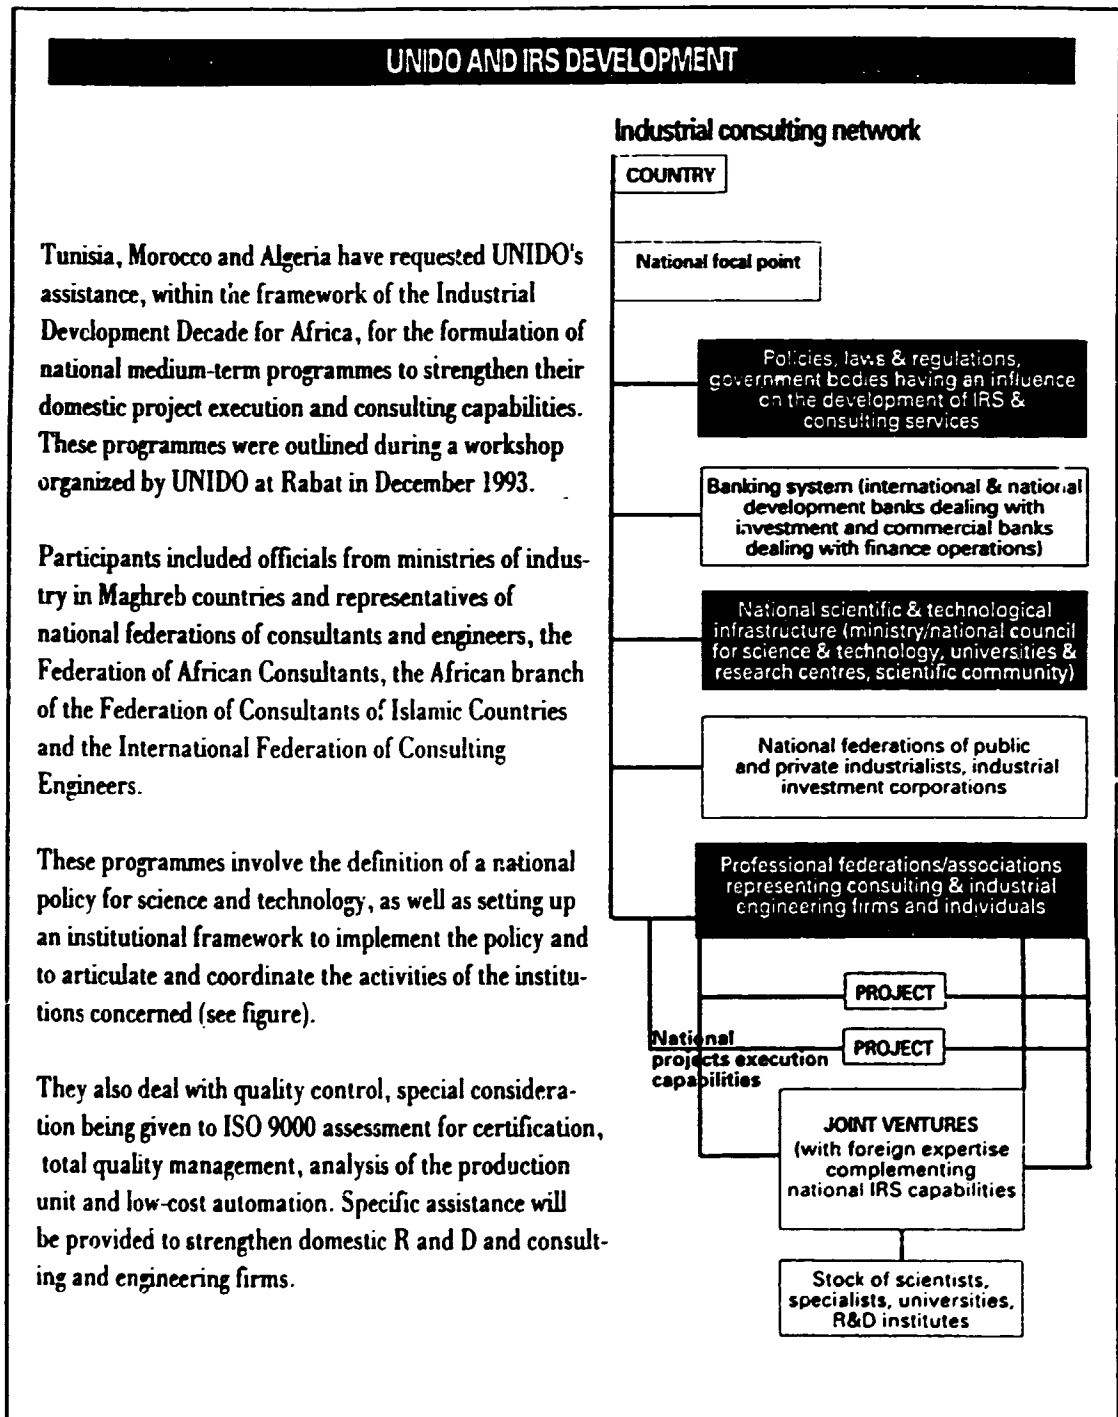 UNIDO AND IRS DEVELOPMENT
Tunisia, Morocco and Algeria have requested UNIDO's
assistance, within the framework of the Industrial
Development Decade for Africa, for the formulation of
national medium-term programmes to strengthen their
domestic project execution and consulting capabilities.
These programmes were outlined during a workshop
organized by UNIDO at Rabat in December 1993.
Participants included officials from ministries of indus-
try in Maghreb countries and representatives of
national federations of consultants and engineers, the
Federation of African Consultants, the African branch
of the Federation of Consultants of Islamic Countries
and the International Federation of Consulting
Engineers.
These programmes involve the definition of a national
policy for science and technology, as well as setting up
an institutional framework to implement the policy and
to articulate and coordinate the activities of the institu-
tions concerned (see figure).
They also deal with quality control, special considera-
tion being given to ISO 9000 assessment for certification,
total quality management, analysis of the production
unit and low-cost automation. Specific assistance will
be provided to strengthen domestic R and D and consult-
ing and engineering firms.
Industrial consulting network
COUNTRY
National focal point
Policies, laws & regulations,
government bodies having an influence
on the development of IRS &
consulting services
Banking system (international & national
development banks dealing with
investment and commercial banks
dealing with finance operations)
National scientific & technological
infrastructure (ministry/national council
for science & technology, universities &
research centres, scientific community)
National federations of public
and private industrialists, industrial
investment corporations
Professional federations/associations
representing consulting & industrial
engineering firms and individuals
PROJECT
PROJECT
National
projects execution
capabilities
JOINT VENTURES
(with foreign expertise
complementing
national IRS capabilities
Stock of scientists,
specialists, universities,
R&D institutes